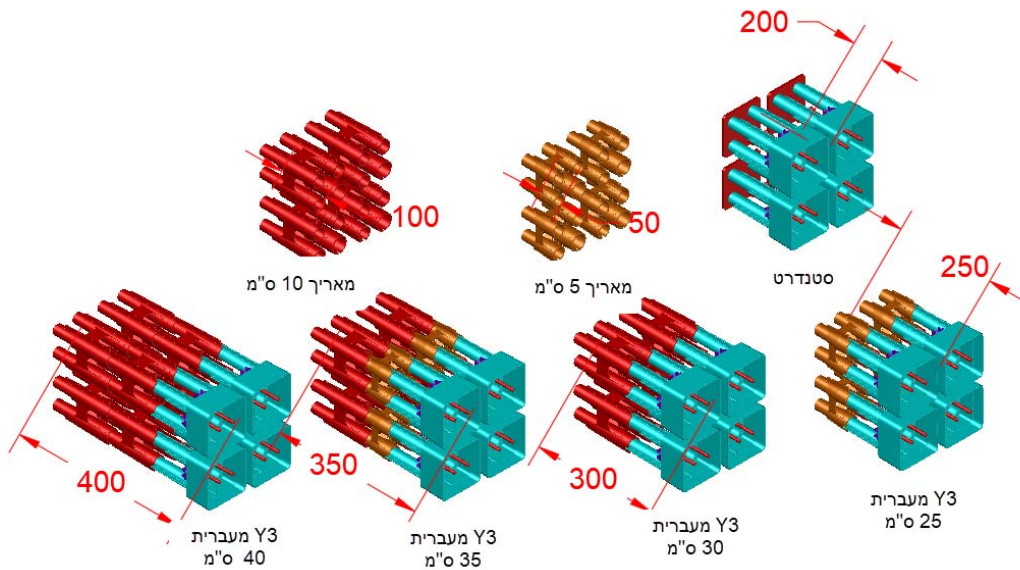 200
100
50
250
מאריך 10 ס"מ
מאריך 5 ס"מ
סטנדרט
400
350
300
Y3 מעברית
40 ס"מ
Y3 מעברית
35 ס"מ
Y3 מעברית
30 ס"מ
Y3 מעברית
25 ס"מ